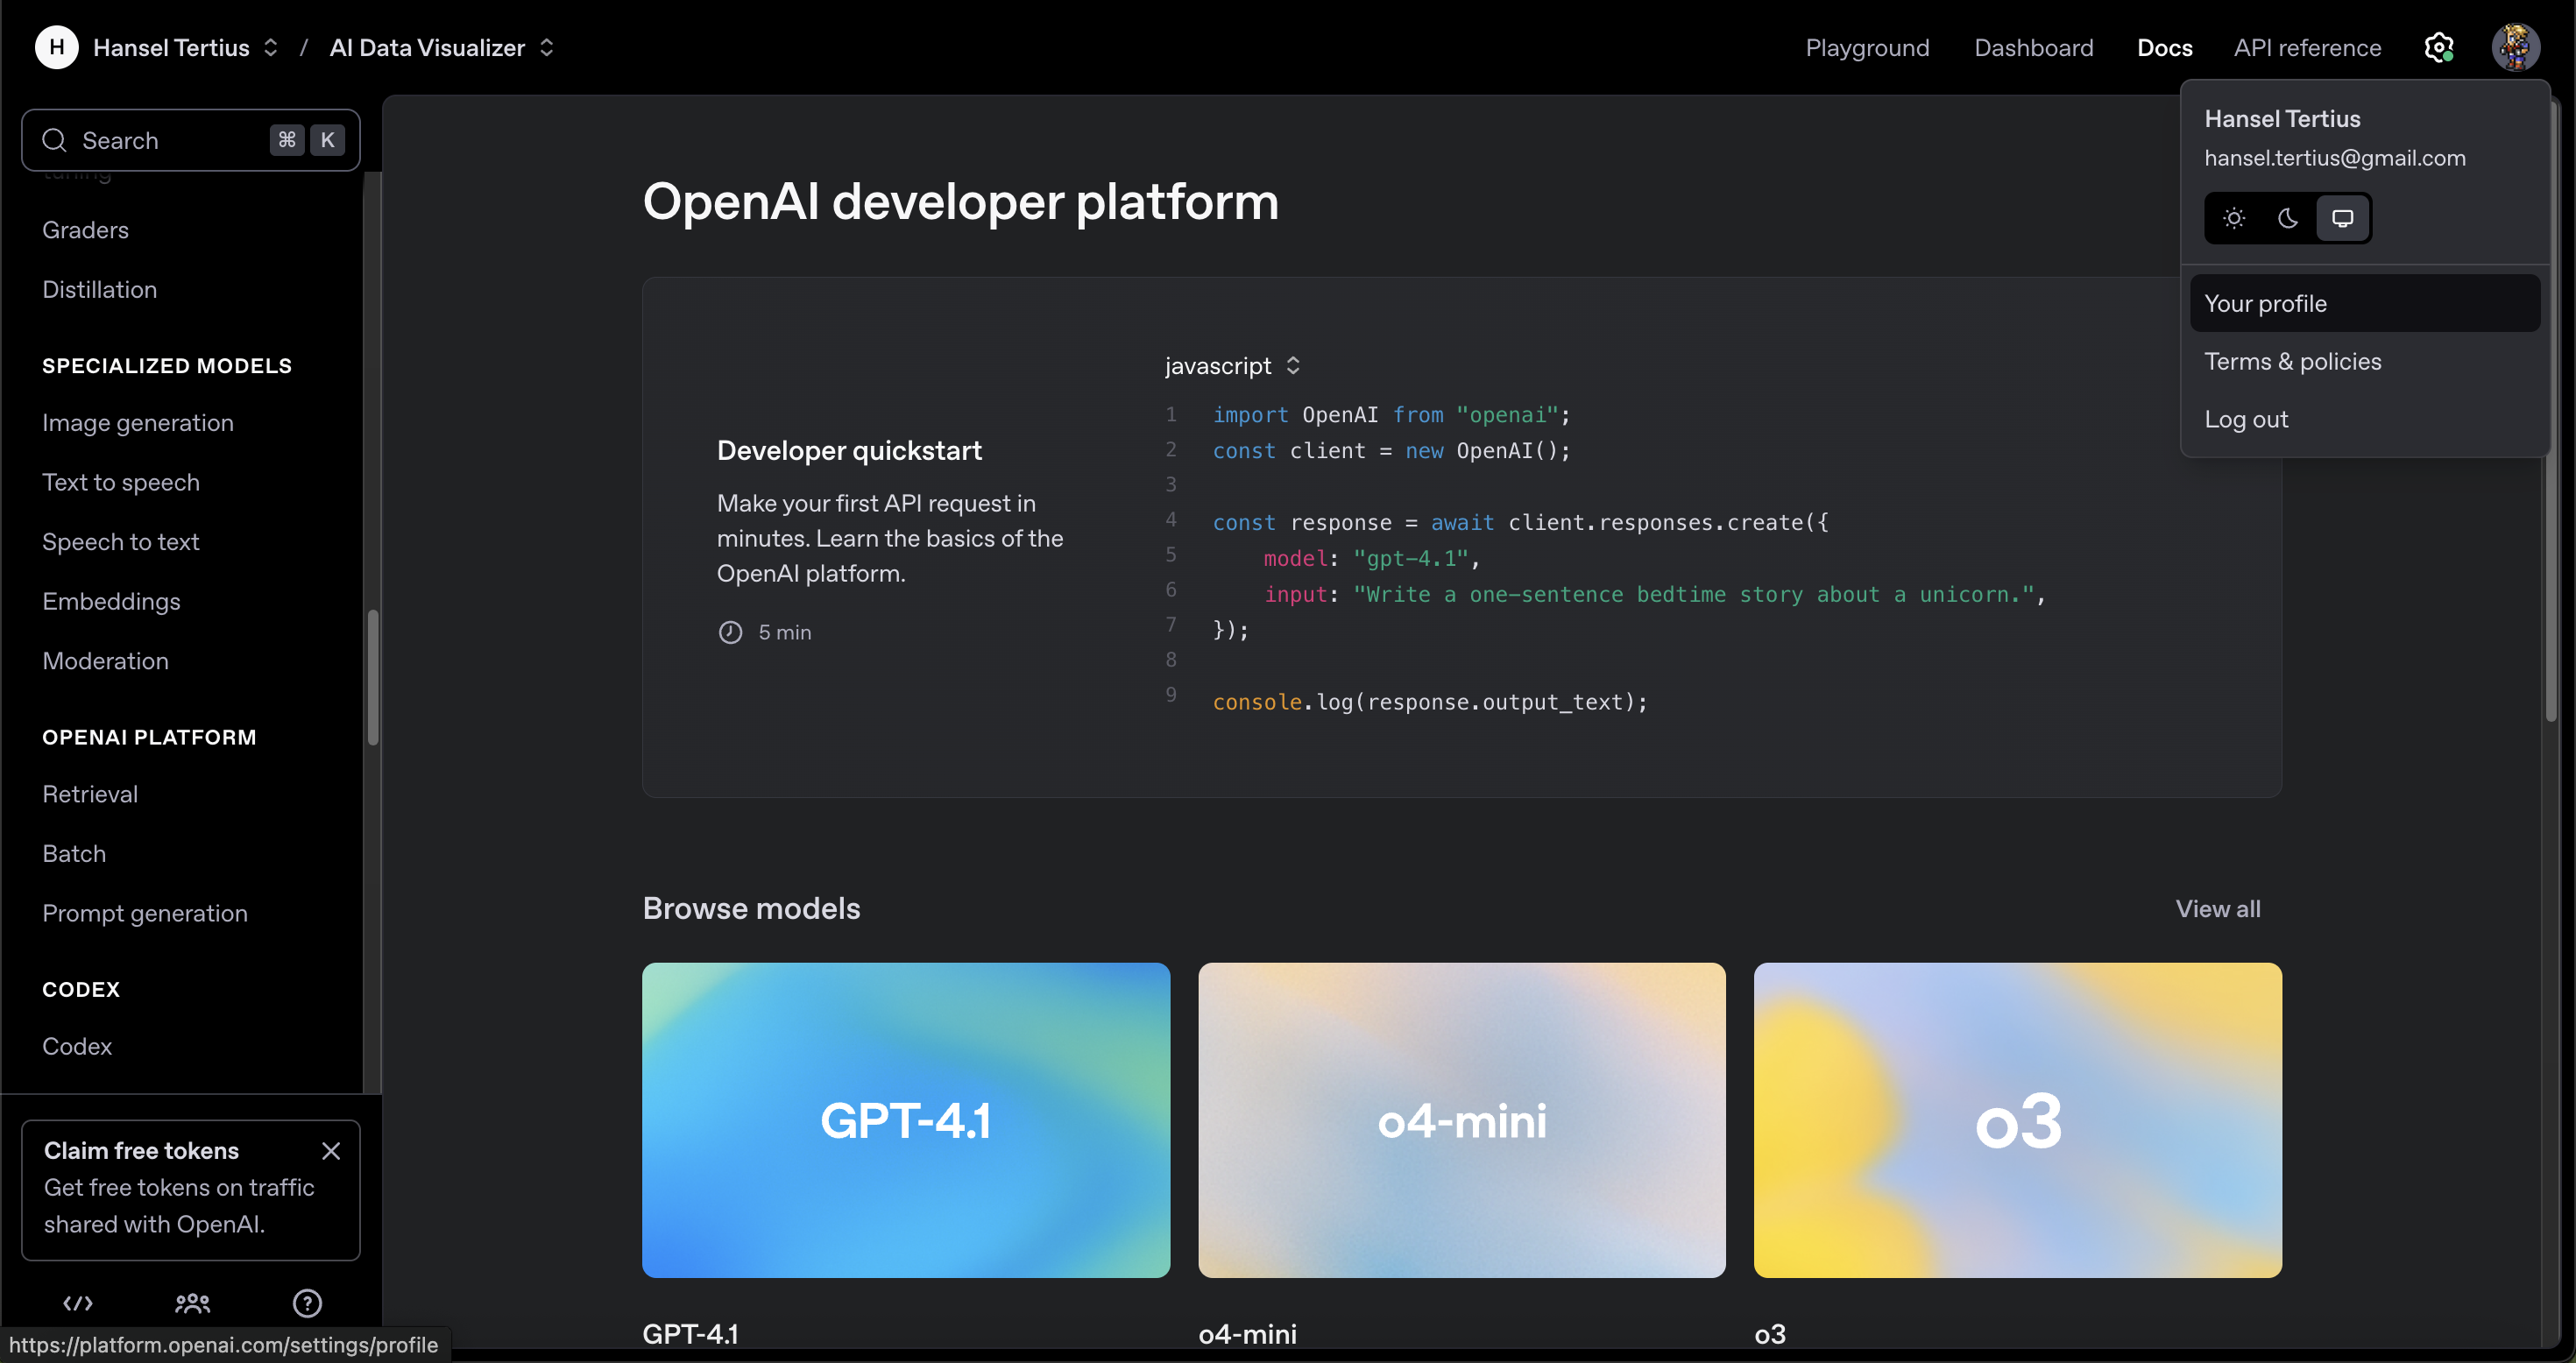 H Hansel Tertius / AI Data Visualizer
Playground Dashboard Docs API reference
Search ⌘ K
tuning
Graders
Distillation
SPECIALIZED MODELS
Image generation
Text to speech
Speech to text
Embeddings
Moderation
OPENAI PLATFORM
Retrieval
Batch
Prompt generation
CODEX
Codex
Claim free tokens
Get free tokens on traffic
shared with OpenAI.
https://platform.openai.com/settings/profile
OpenAI developer platform
Developer quickstart
Make your first API request in
minutes. Learn the basics of the
OpenAI platform.
5 min
javascript
1 import OpenAI from "openai";
2 const client = new OpenAI();
3
4 const response = await client.responses.create({
5     model: "gpt-4.1",
6     input: "Write a one-sentence bedtime story about a unicorn.",
7 });
8
9 console.log(response.output_text);
Browse models
View all
GPT-4.1
o4-mini
o3
GPT-4.1
o4-mini
o3
Hansel Tertius
hansel.tertius@gmail.com
Your profile
Terms & policies
Log out